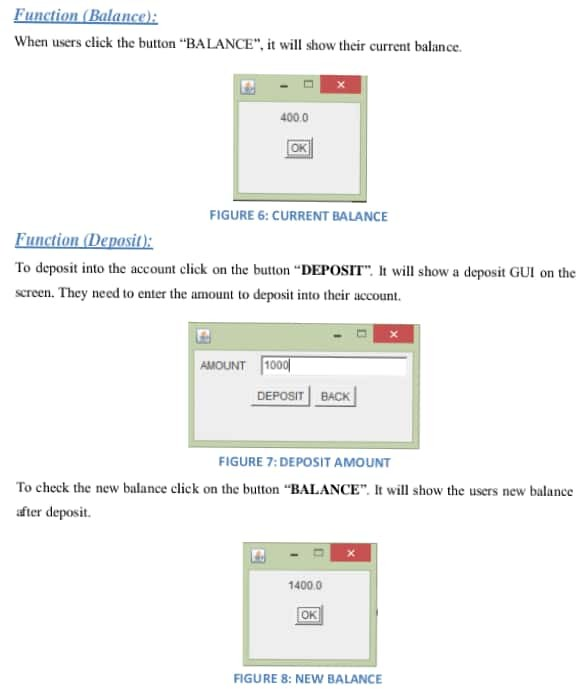 Function (Balance):
When users click the button “BALANCE”, it will show their current balance.
400.0
OK
FIGURE 6: CURRENT BALANCE
Function (Deposit):
To deposit into the account click on the button “DEPOSIT”. It will show a deposit GUI on the
screen. They need to enter the amount to deposit into their account.
AMOUNT 1000
DEPOSIT BACK
FIGURE 7: DEPOSIT AMOUNT
To check the new balance click on the button “BALANCE”. It will show the users new balance
after deposit.
1400.0
OK
FIGURE 8: NEW BALANCE